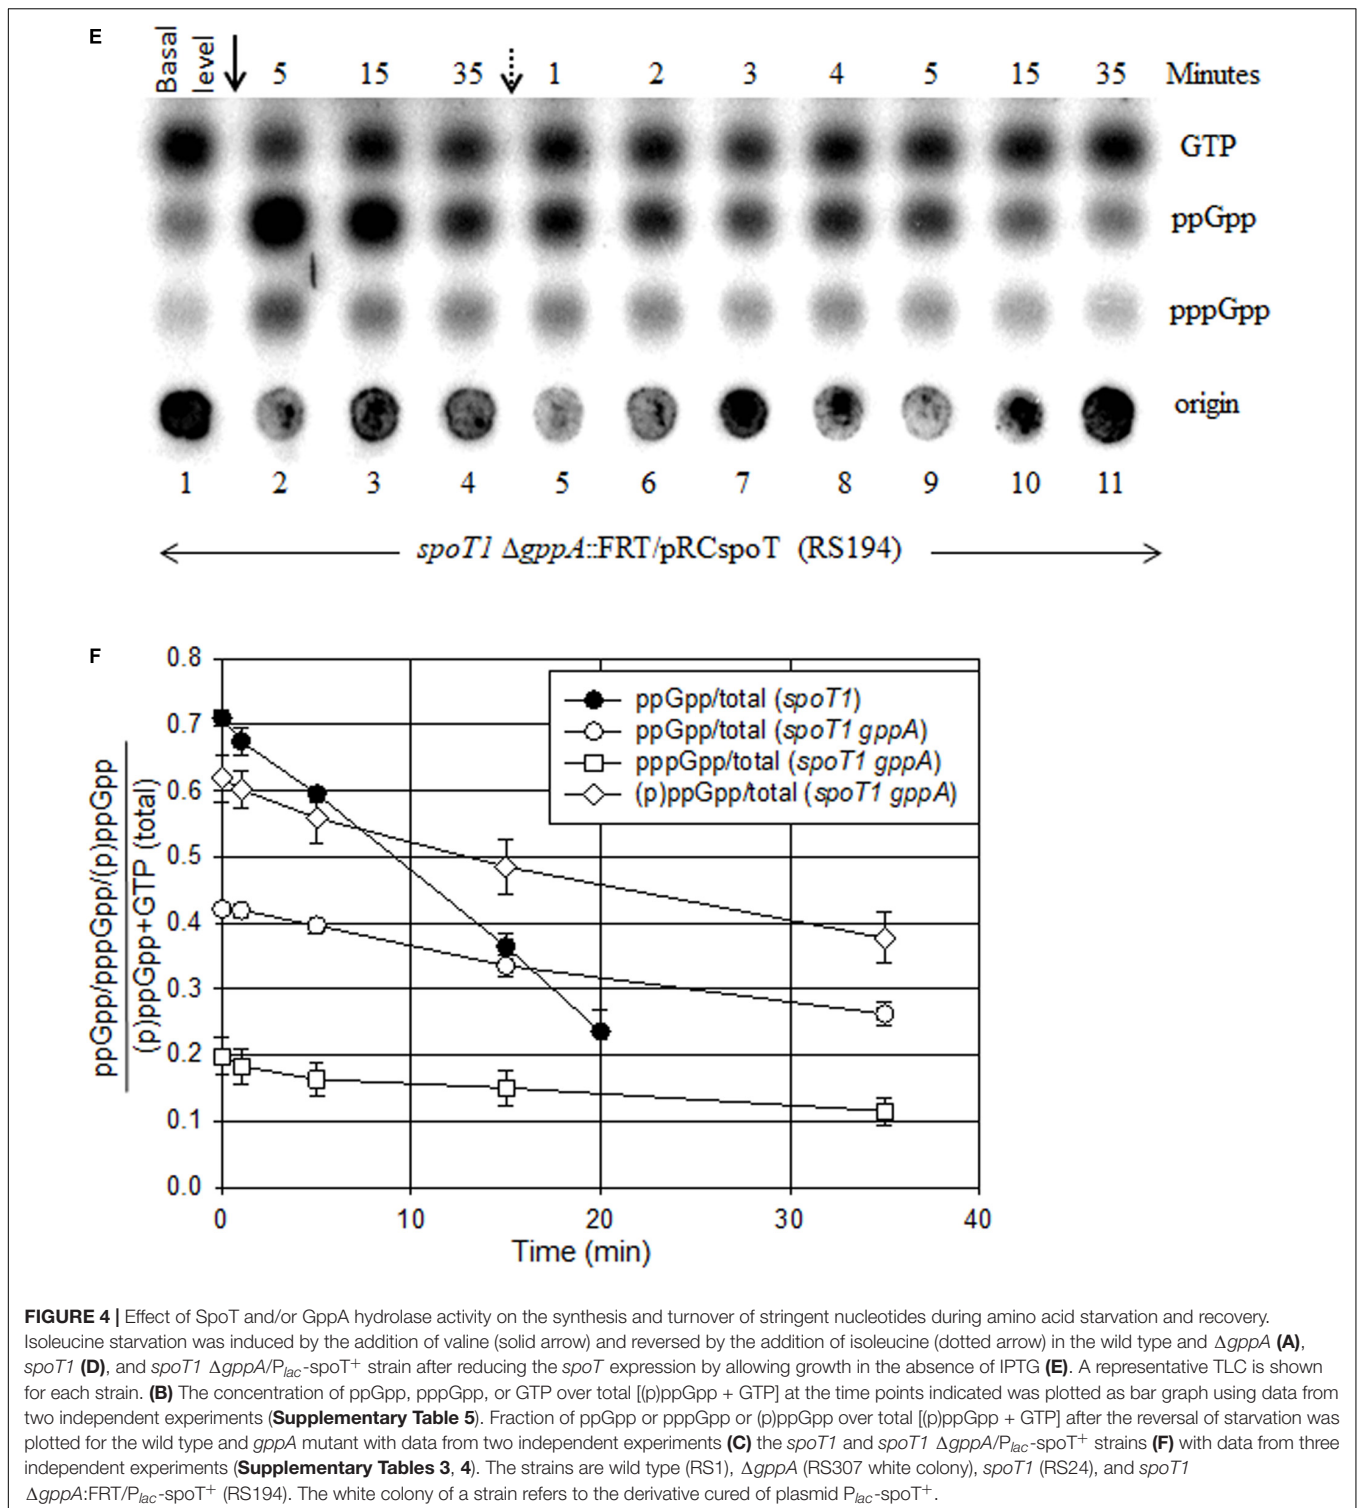 E
Basal level 5 15 35 1 2 3 4 5 15 35 Minutes
GTP
ppGpp
pppGpp
origin
1 2 3 4 5 6 7 8 9 10 11
spoT1 ΔgppA::FRT/pRCspoT (RS194)
F
0.8
0.7
0.6
0.5
0.4
0.3
0.2
0.1
0.0
ppGpp/pppGpp/(p)ppGpp
(p)ppGpp+GTP (total)
ppGpp/total (spoT1)
ppGpp/total (spoT1 gppA)
pppGpp/total (spoT1 gppA)
(p)ppGpp/total (spoT1 gppA)
0 10 20 30 40
Time (min)
FIGURE 4 | Effect of SpoT and/or GppA hydrolase activity on the synthesis and turnover of stringent nucleotides during amino acid starvation and recovery.
Isoleucine starvation was induced by the addition of valine (solid arrow) and reversed by the addition of isoleucine (dotted arrow) in the wild type and ΔgppA (A),
spoT1 (D), and spoT1 ΔgppA/Plac-spoT+ strain after reducing the spoT expression by allowing growth in the absence of IPTG (E). A representative TLC is shown
for each strain. (B) The concentration of ppGpp, pppGpp, or GTP over total [(p)ppGpp + GTP] at the time points indicated was plotted as bar graph using data from
two independent experiments (Supplementary Table 5). Fraction of ppGpp or pppGpp or (p)ppGpp over total [(p)ppGpp + GTP] after the reversal of starvation was
plotted for the wild type and gppA mutant with data from two independent experiments (C) the spoT1 and spoT1 ΔgppA/Plac-spoT+ strains (F) with data from three
independent experiments (Supplementary Tables 3, 4). The strains are wild type (RS1), ΔgppA (RS307 white colony), spoT1 (RS24), and spoT1
ΔgppA:FRT/Plac-spoT+ (RS194). The white colony of a strain refers to the derivative cured of plasmid Plac-spoT+.